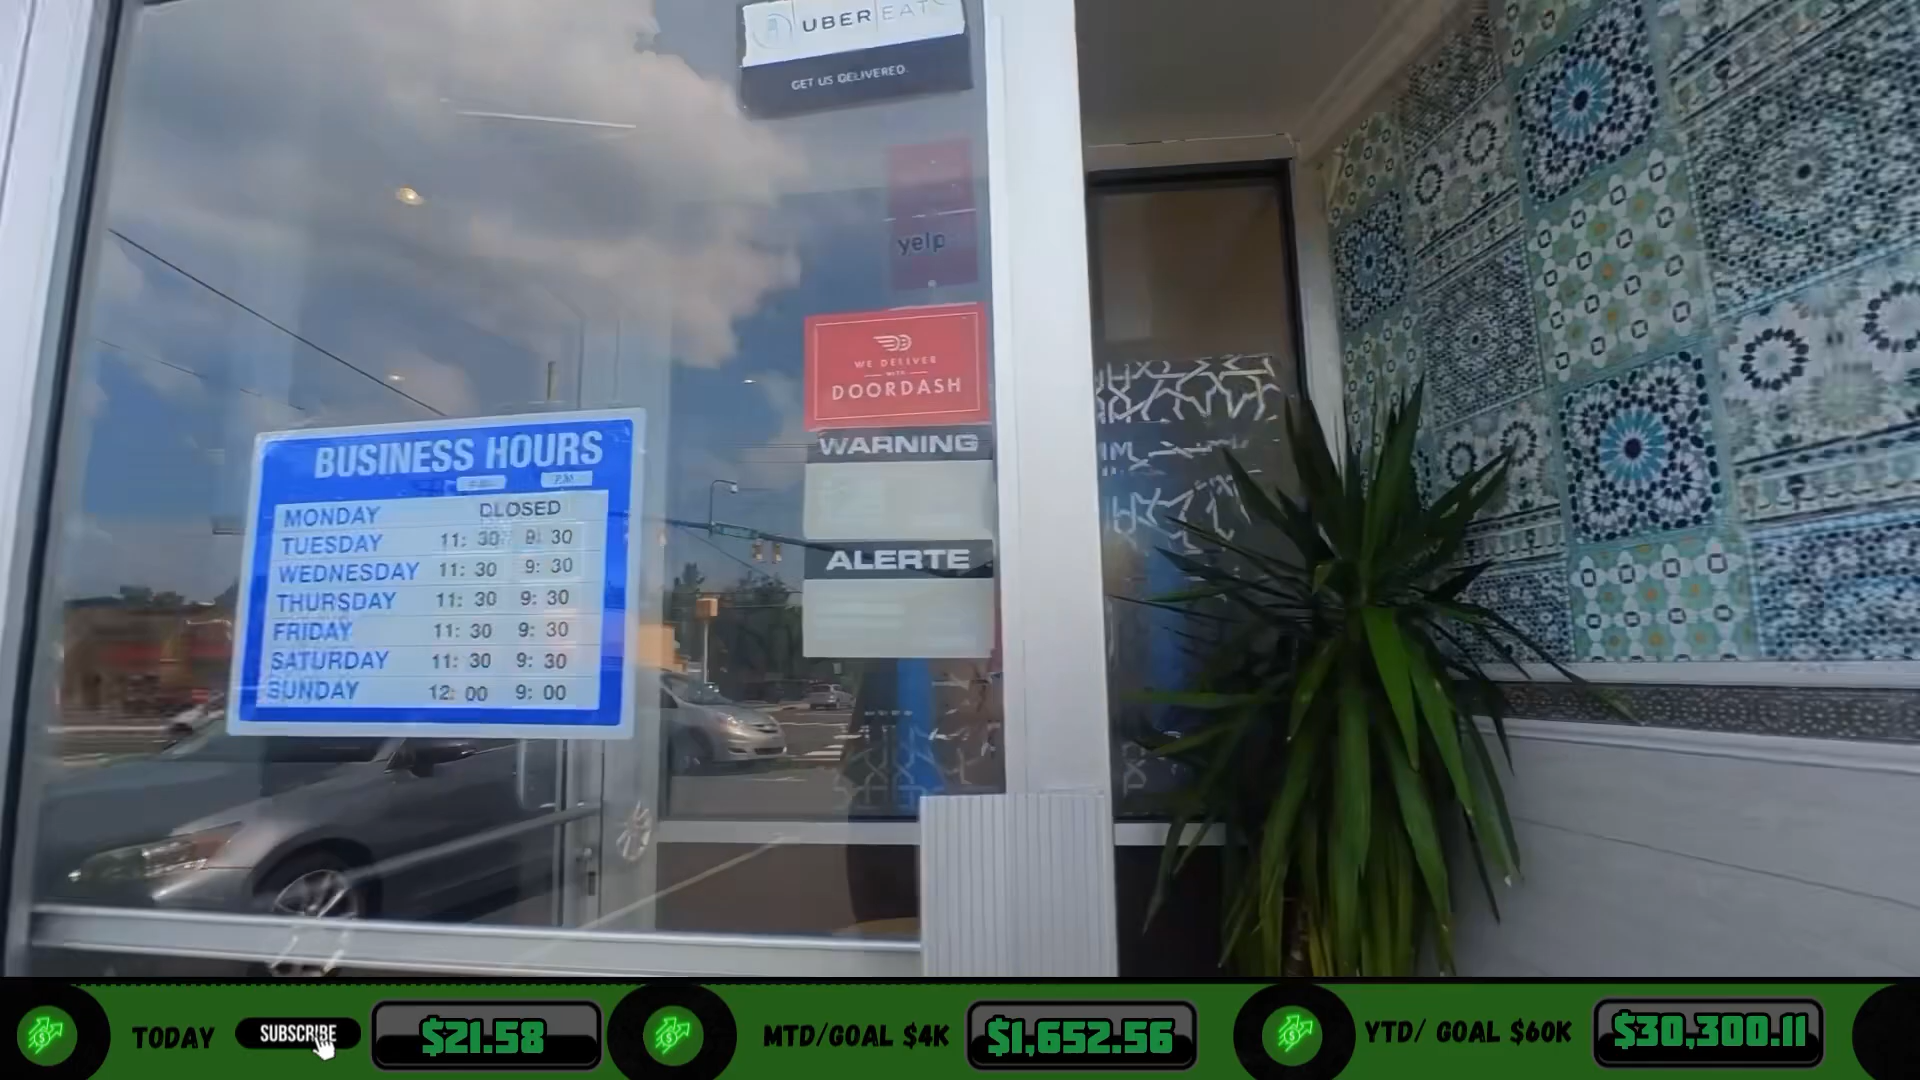 UBER EATS
GET US DELIVERED.
yelp
WE DELIVER
WITH
DOORDASH
WARNING
ALERTE
BUSINESS HOURS
MONDAY DLOSED
TUESDAY 11: 30 9: 30
WEDNESDAY 11: 30 9: 30
THURSDAY 11: 30 9: 30
FRIDAY 11: 30 9: 30
SATURDAY 11: 30 9: 30
SUNDAY 12: 00 9: 00
TODAY SUBSCRIBE $21.58 MTD/GOAL $4K $1,652.56 YTD/ GOAL $60K $30,300.11